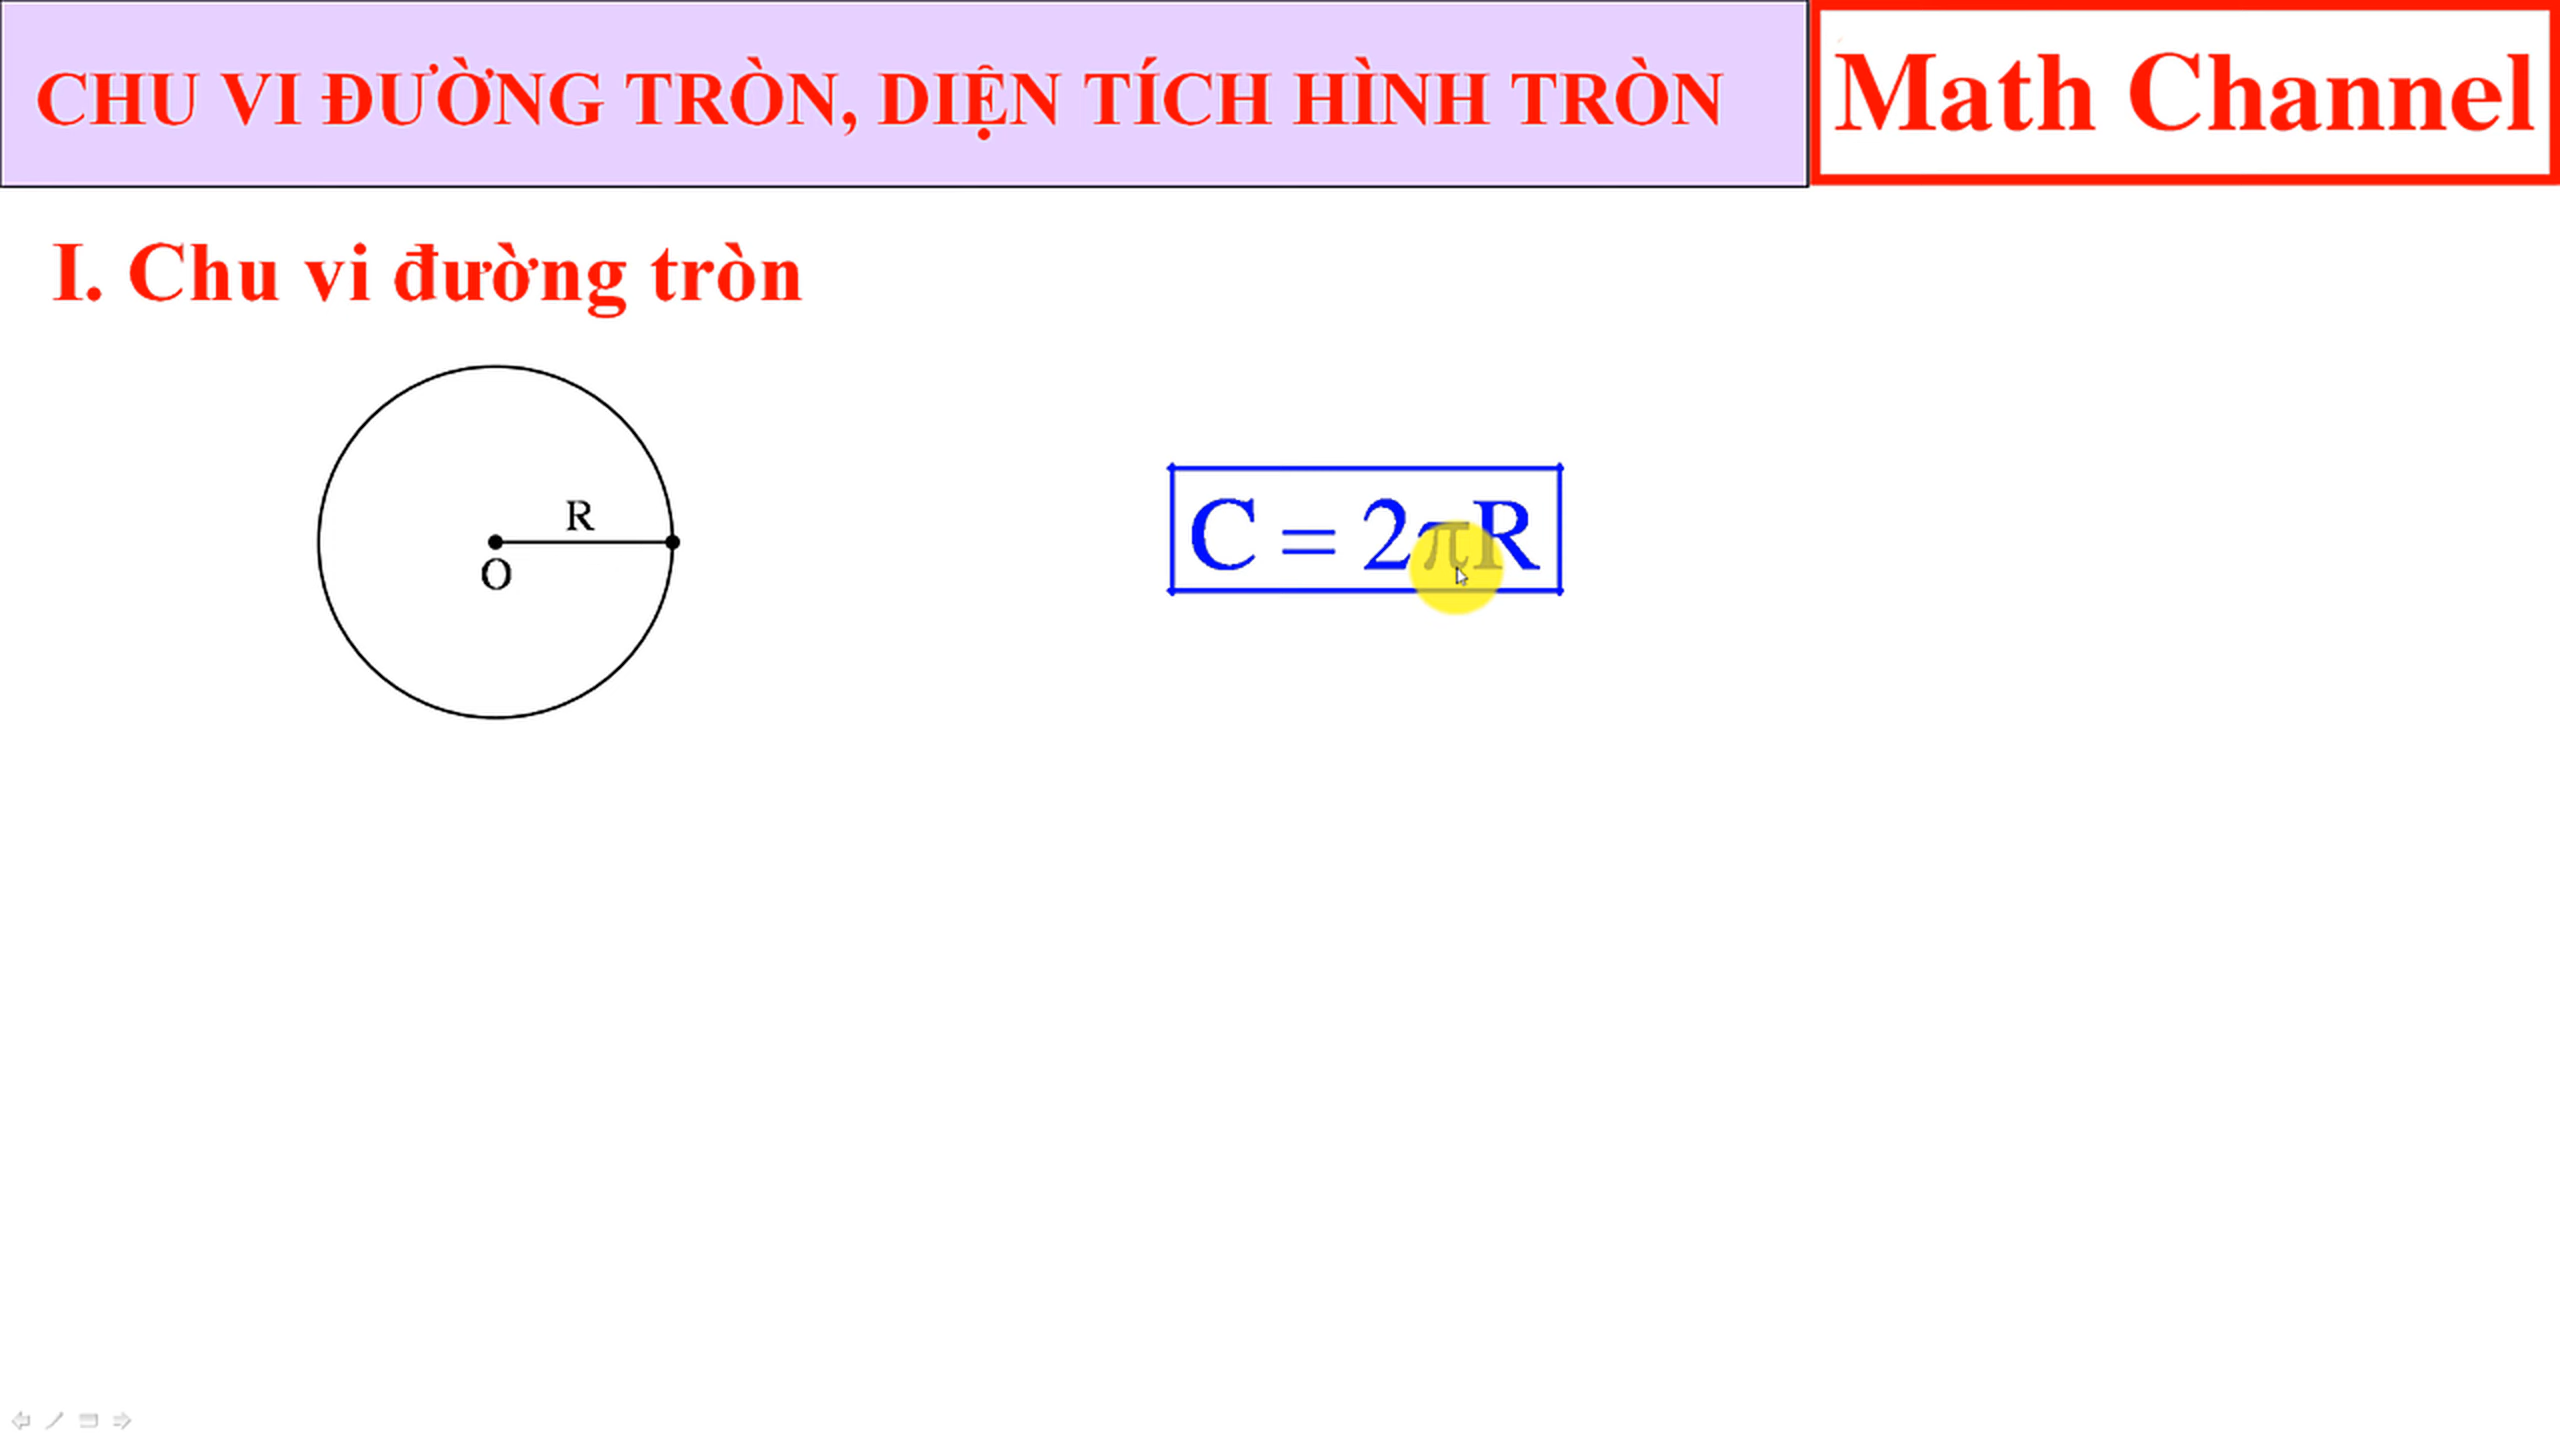 CHU VI ĐƯỜNG TRÒN, DIỆN TÍCH HÌNH TRÒN
Math Channel
I. Chu vi đường tròn
R
O
C = 2πR